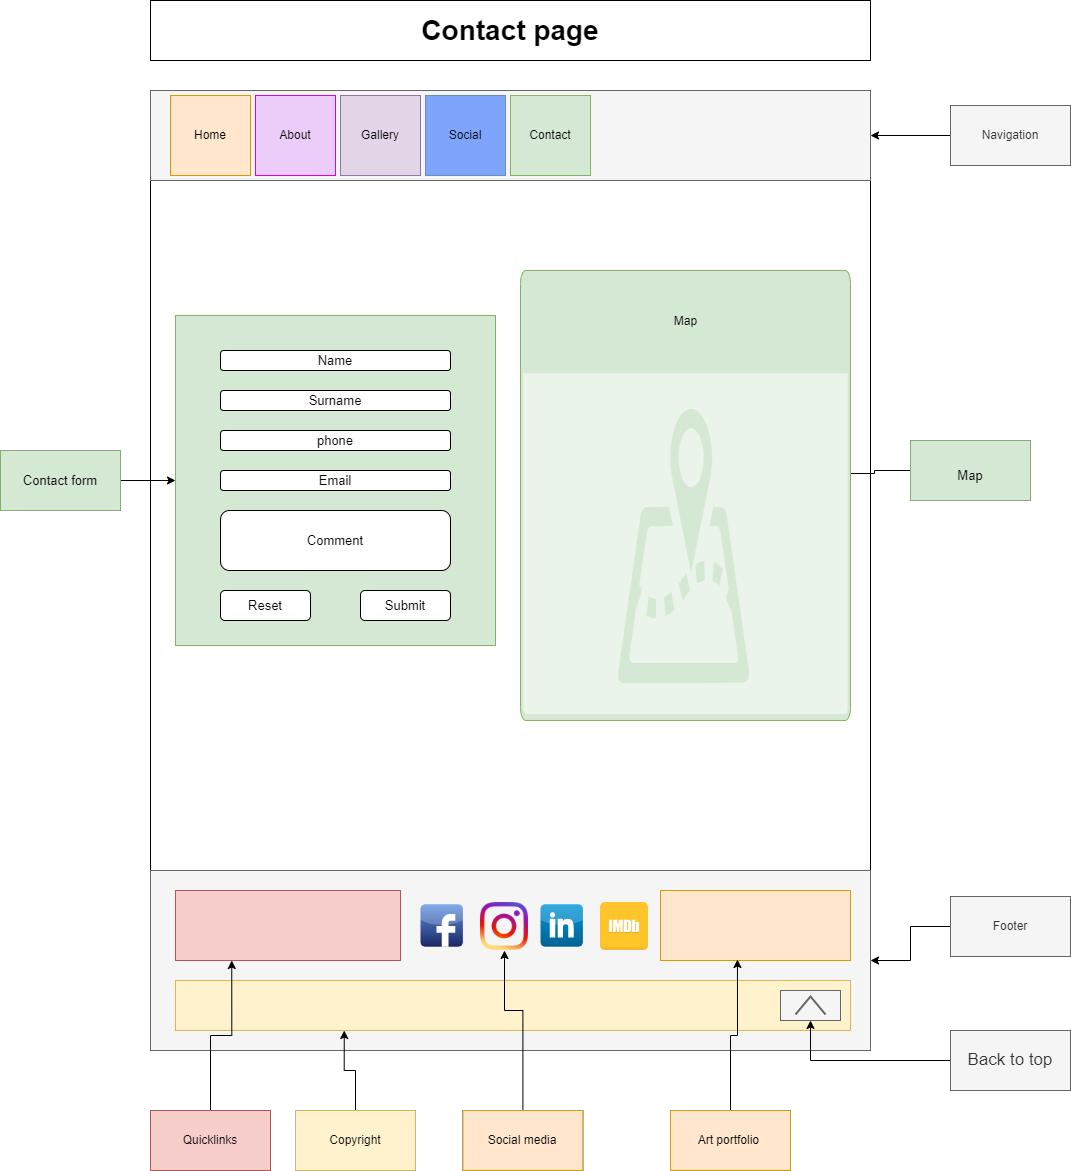 Contact page
Home
About
Gallery
Social
Contact
Navigation
Map
Name
Surname
phone
Email
Comment
Reset
Submit
Contact form
Map
f
in
IMDb
Footer
Back to top
Quicklinks
Copyright
Social media
Art portfolio